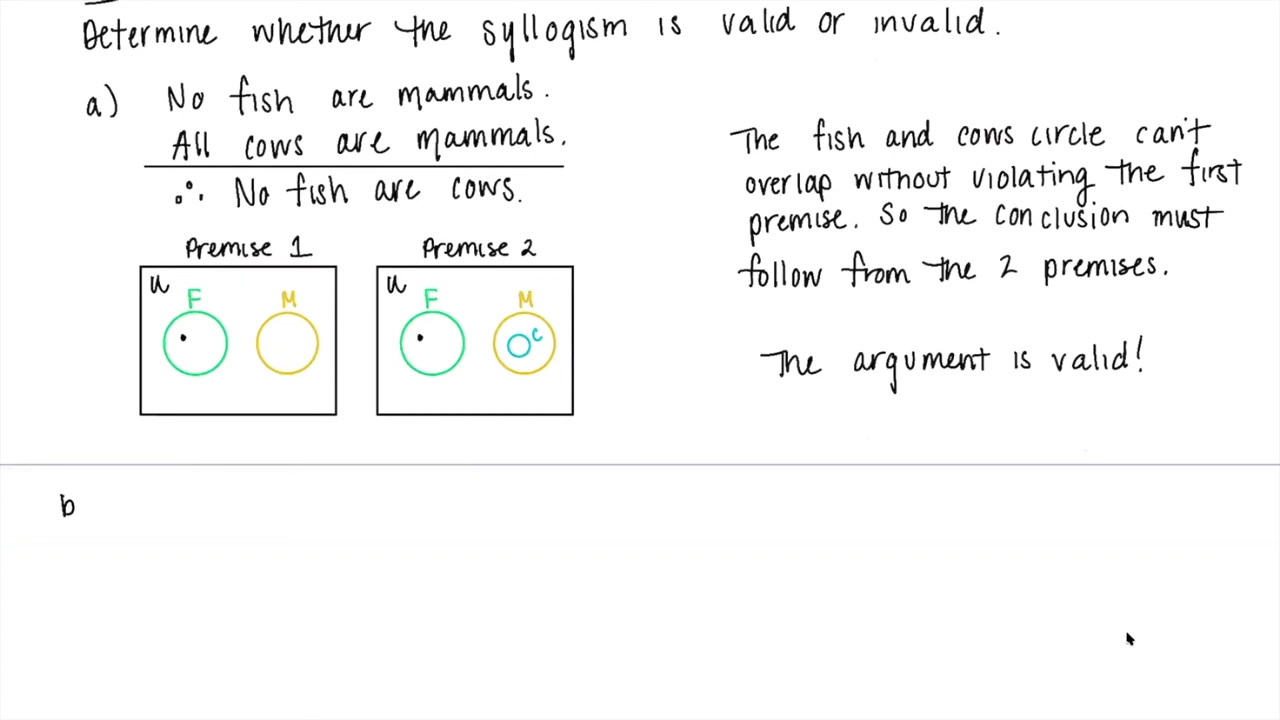 Determine whether the syllogism is valid or invalid.
a) No fish are mammals.
All cows are mammals.
∴ No fish are cows.
Premise 1
Premise 2
U
F
M
U
F
M
C
The fish and cows circle can't
overlap without violating the first
premise. So the conclusion must
follow from the 2 premises.
The argument is valid!
b